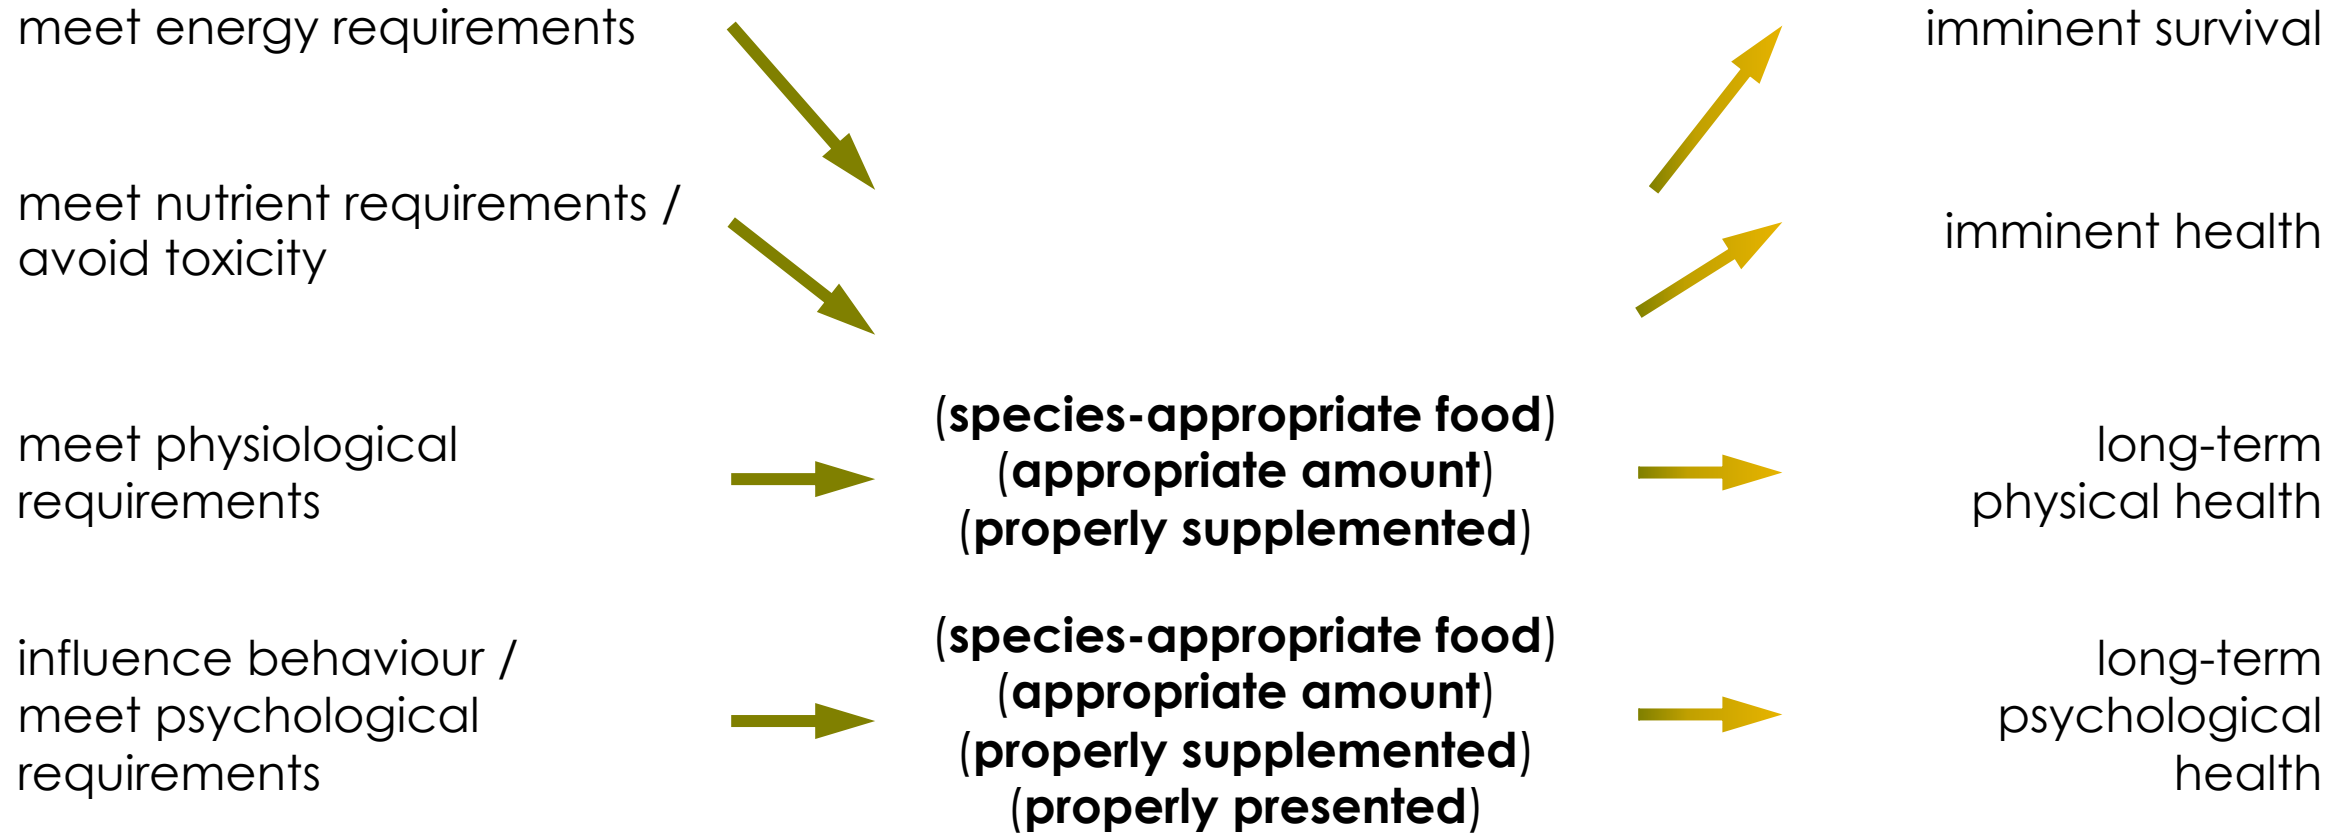 meet energy requirements
imminent survival
meet nutrient requirements /
avoid toxicity
imminent health
meet physiological
requirements
(species-appropriate food)
(appropriate amount)
(properly supplemented)
long-term
physical health
influence behaviour /
meet psychological
requirements
(species-appropriate food)
(appropriate amount)
(properly supplemented)
(properly presented)
long-term
psychological
health